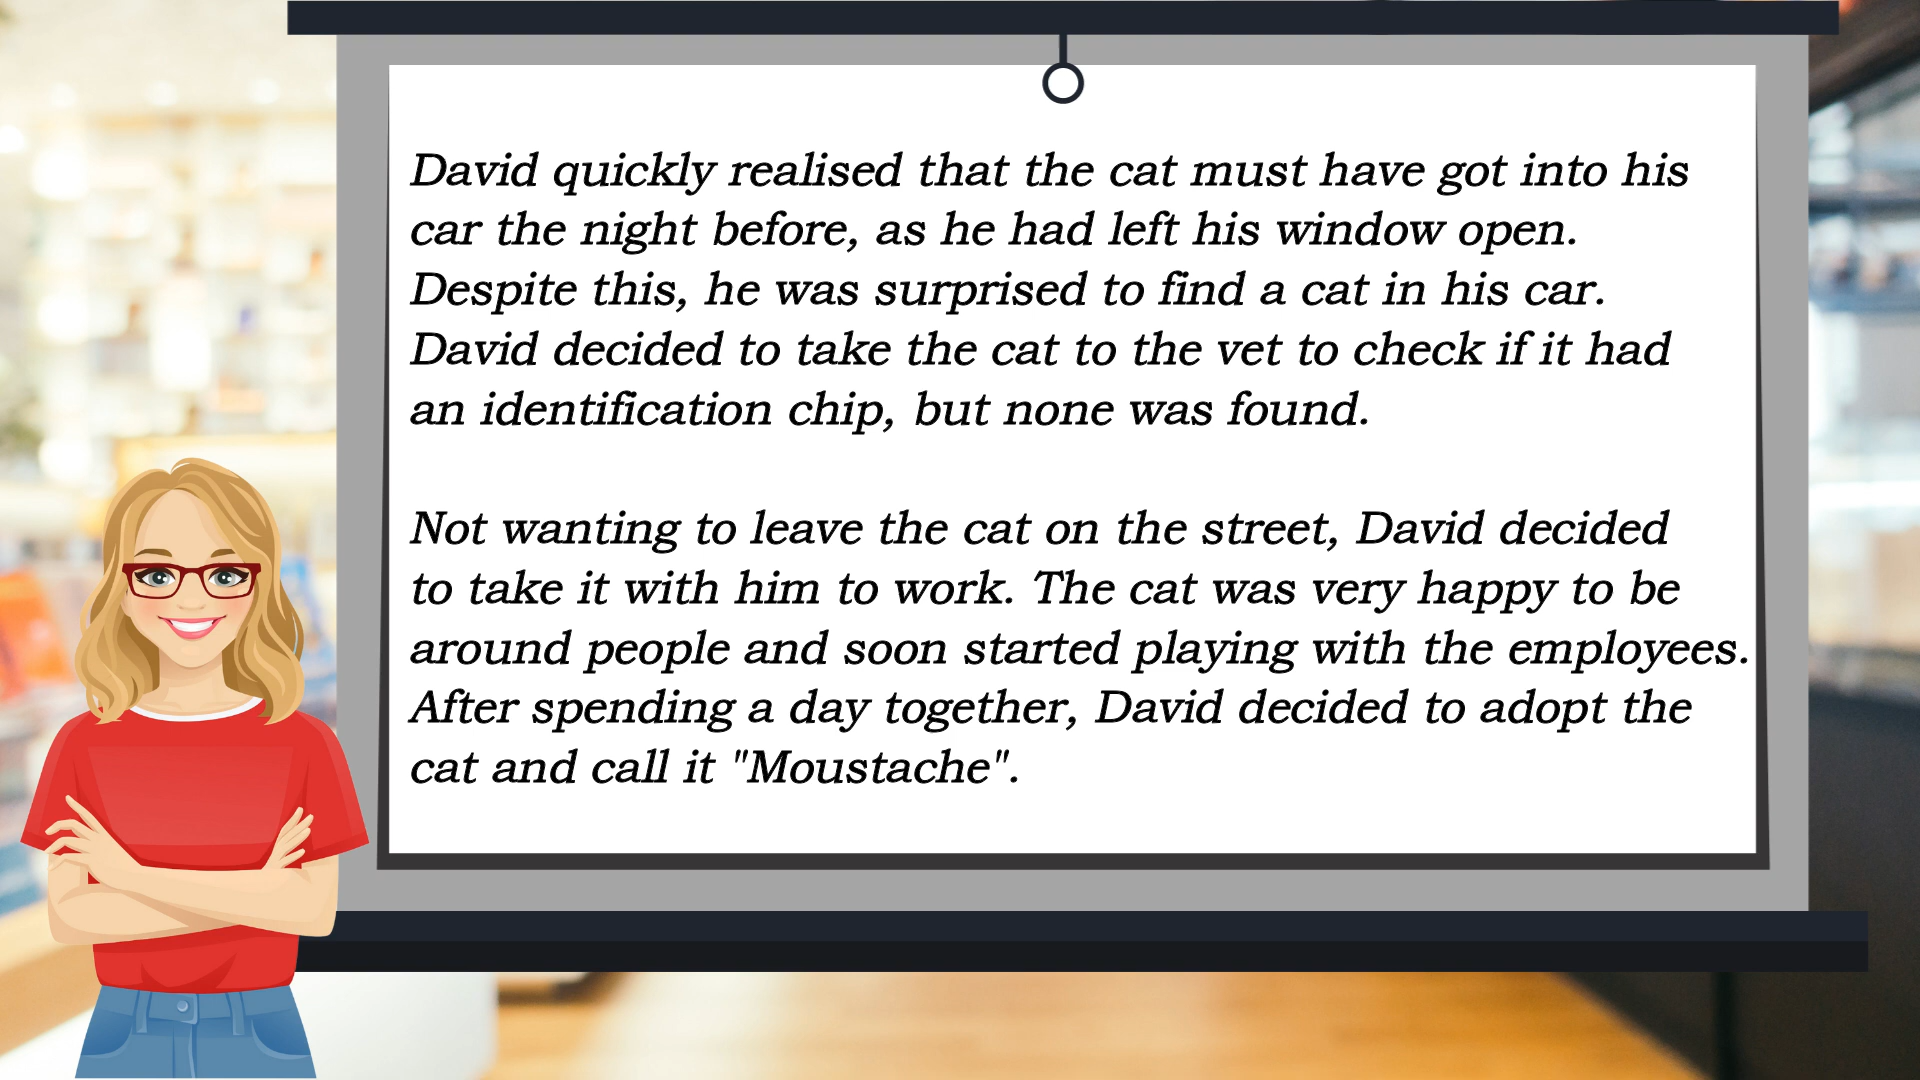 David quickly realised that the cat must have got into his
car the night before, as he had left his window open.
Despite this, he was surprised to find a cat in his car.
David decided to take the cat to the vet to check if it had
an identification chip, but none was found.
Not wanting to leave the cat on the street, David decided
to take it with him to work. The cat was very happy to be
around people and soon started playing with the employees.
After spending a day together, David decided to adopt the
cat and call it "Moustache".